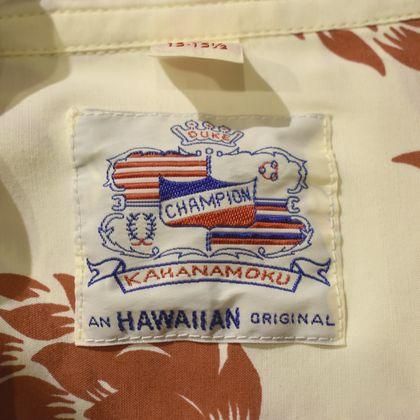 15-15½
DUKE
CHAMPION
KAHANAMOKU
AN HAWAIIAN ORIGINAL